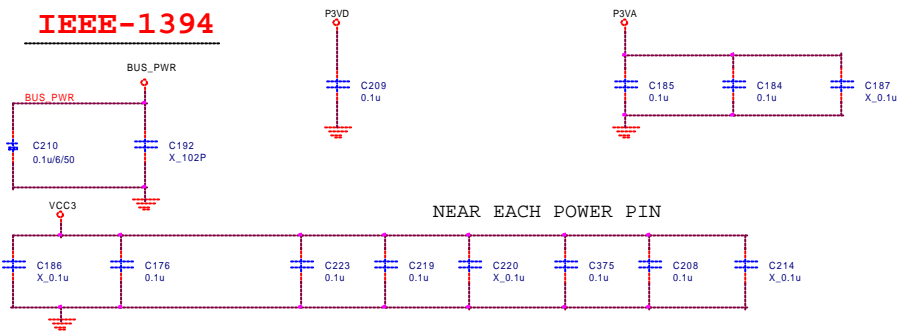 IEEE-1394
P3VD
P3VA
BUS_PWR
BUS_PWR
C209
0.1u
C185
0.1u
C184
0.1u
C187
X_0.1u
C210
0.1u/6/50
C192
X_102P
VCC3
NEAR EACH POWER PIN
C186
X_0.1u
C176
0.1u
C223
0.1u
C219
0.1u
C220
X_0.1u
C375
0.1u
C208
0.1u
C214
X_0.1u